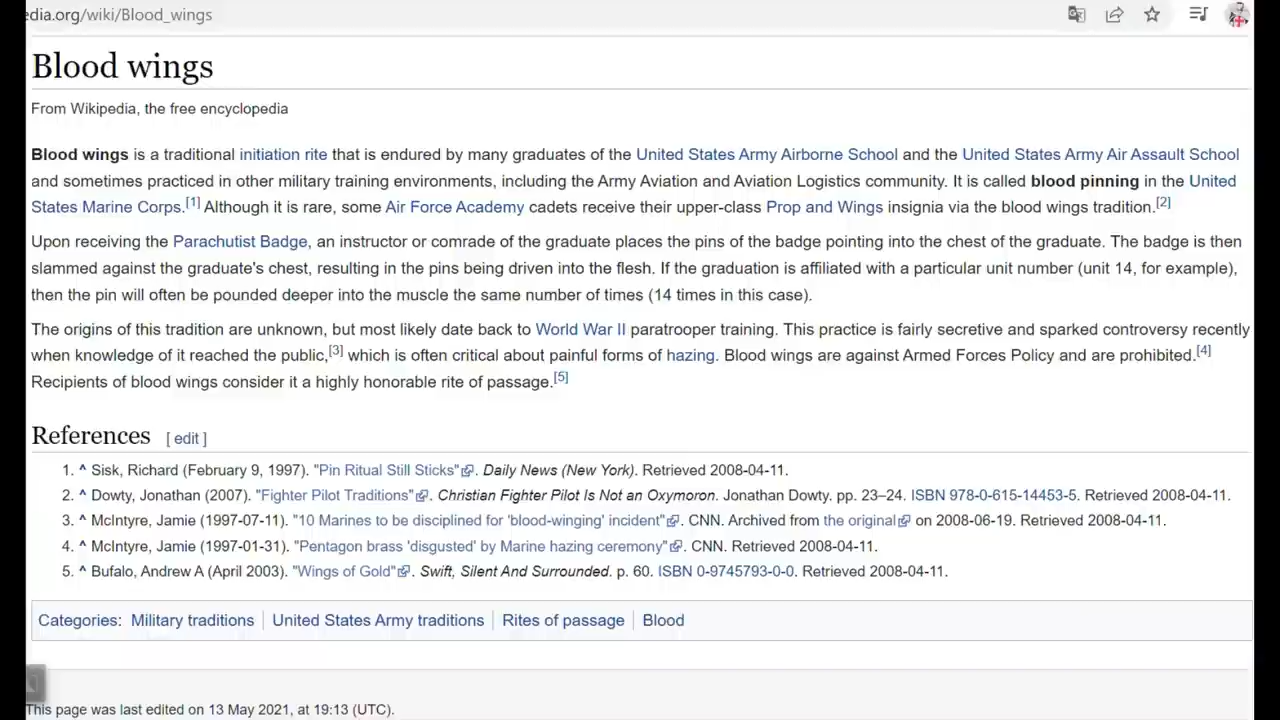 edia.org/wiki/Blood_wings
Blood wings
From Wikipedia, the free encyclopedia
Blood wings is a traditional initiation rite that is endured by many graduates of the United States Army Airborne School and the United States Army Air Assault School
and sometimes practiced in other military training environments, including the Army Aviation and Aviation Logistics community. It is called blood pinning in the United
States Marine Corps.[1] Although it is rare, some Air Force Academy cadets receive their upper-class Prop and Wings insignia via the blood wings tradition.[2]
Upon receiving the Parachutist Badge, an instructor or comrade of the graduate places the pins of the badge pointing into the chest of the graduate. The badge is then
slammed against the graduate's chest, resulting in the pins being driven into the flesh. If the graduation is affiliated with a particular unit number (unit 14, for example),
then the pin will often be pounded deeper into the muscle the same number of times (14 times in this case).
The origins of this tradition are unknown, but most likely date back to World War II paratrooper training. This practice is fairly secretive and sparked controversy recently
when knowledge of it reached the public,[3] which is often critical about painful forms of hazing. Blood wings are against Armed Forces Policy and are prohibited.[4]
Recipients of blood wings consider it a highly honorable rite of passage.[5]
References [ edit ]
1. ^ Sisk, Richard (February 9, 1997). "Pin Ritual Still Sticks". Daily News (New York). Retrieved 2008-04-11.
2. ^ Dowty, Jonathan (2007). "Fighter Pilot Traditions". Christian Fighter Pilot Is Not an Oxymoron. Jonathan Dowty. pp. 23–24. ISBN 978-0-615-14453-5. Retrieved 2008-04-11.
3. ^ McIntyre, Jamie (1997-07-11). "10 Marines to be disciplined for 'blood-winging' incident". CNN. Archived from the original on 2008-06-19. Retrieved 2008-04-11.
4. ^ McIntyre, Jamie (1997-01-31). "Pentagon brass 'disgusted' by Marine hazing ceremony". CNN. Retrieved 2008-04-11.
5. ^ Bufalo, Andrew A (April 2003). "Wings of Gold". Swift, Silent And Surrounded. p. 60. ISBN 0-9745793-0-0. Retrieved 2008-04-11.
Categories: Military traditions | United States Army traditions | Rites of passage | Blood
This page was last edited on 13 May 2021, at 19:13 (UTC).